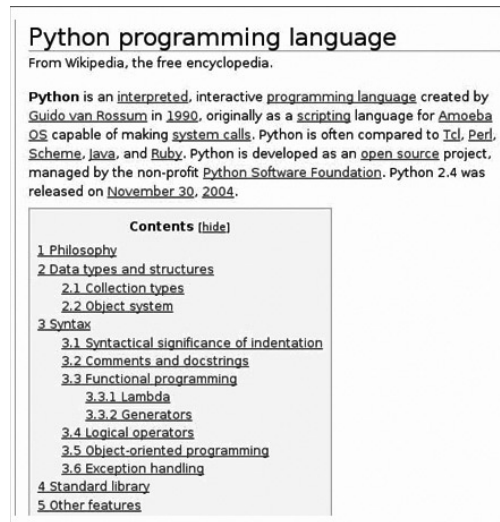 Python programming language
From Wikipedia, the free encyclopedia.
Python is an interpreted, interactive programming language created by
Guido van Rossum in 1990, originally as a scripting language for Amoeba
OS capable of making system calls. Python is often compared to Tcl, Perl,
Scheme, Java, and Ruby. Python is developed as an open source project,
managed by the non-profit Python Software Foundation. Python 2.4 was
released on November 30, 2004.
Contents [hide]
1 Philosophy
2 Data types and structures
2.1 Collection types
2.2 Object system
3 Syntax
3.1 Syntactical significance of indentation
3.2 Comments and docstrings
3.3 Functional programming
3.3.1 Lambda
3.3.2 Generators
3.4 Logical operators
3.5 Object-oriented programming
3.6 Exception handling
4 Standard library
5 Other features